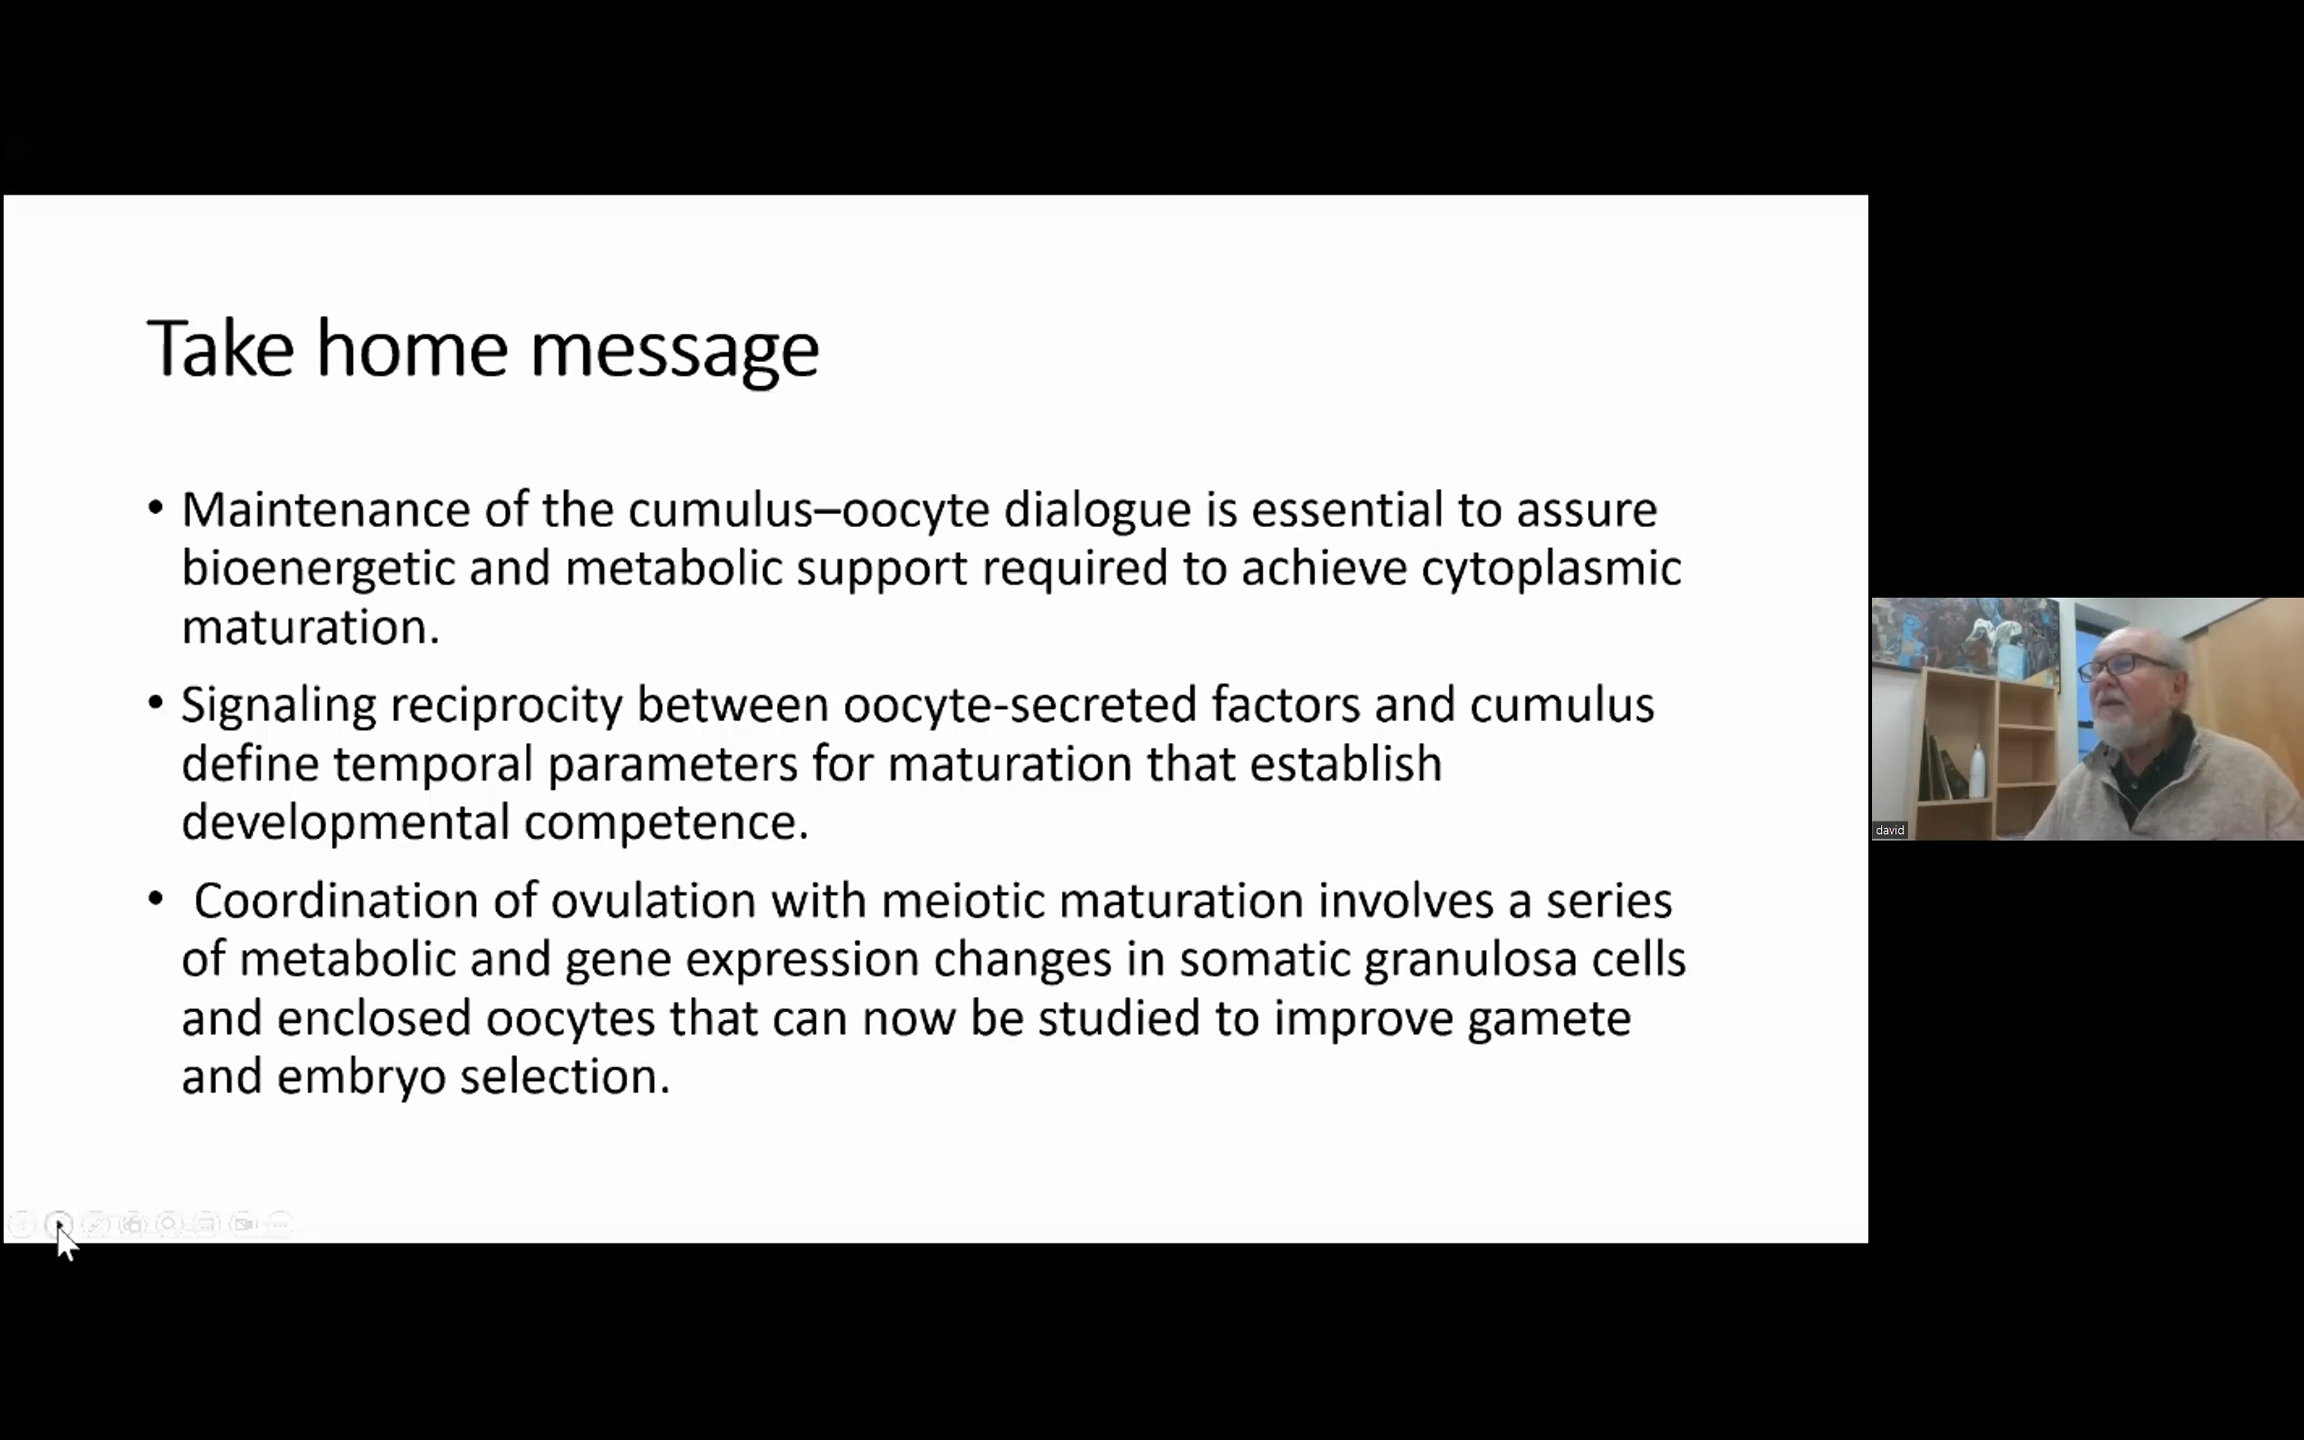 Take home message
• Maintenance of the cumulus–oocyte dialogue is essential to assure
bioenergetic and metabolic support required to achieve cytoplasmic
maturation.
• Signaling reciprocity between oocyte-secreted factors and cumulus
define temporal parameters for maturation that establish
developmental competence.
• Coordination of ovulation with meiotic maturation involves a series
of metabolic and gene expression changes in somatic granulosa cells
and enclosed oocytes that can now be studied to improve gamete
and embryo selection.
david